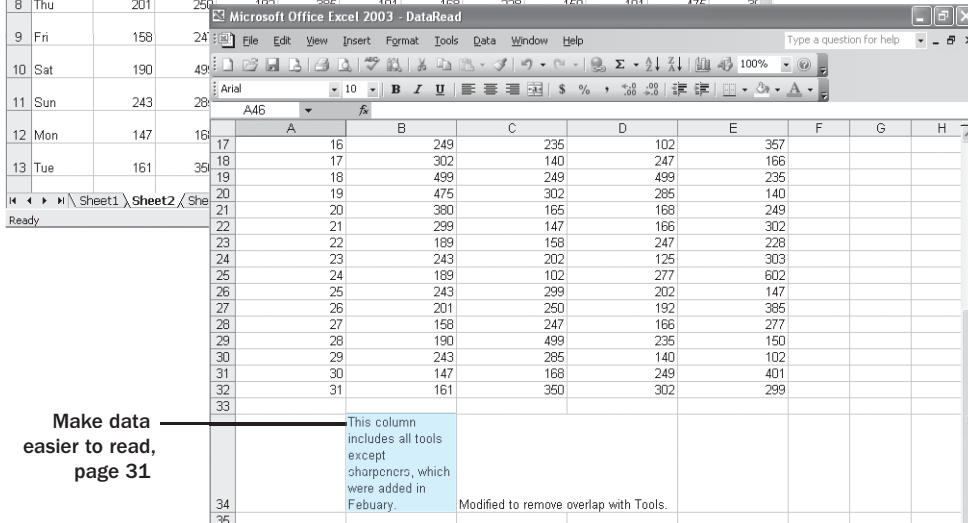 8 Thu 201 250
9 Fri 158 24
10 Sat 190 49
11 Sun 243 28
12 Mon 147 16
13 Tue 161 350
Sheet1 Sheet2 She
Ready
Microsoft Office Excel 2003 - DataRead
File Edit View Insert Format Tools Data Window Help Type a question for help
100%
Arial 10 B I U $ % ,
A46 fx
A B C D E F G H
17 16 249 235 102 357
18 17 302 140 247 166
19 18 499 249 499 235
20 19 475 302 285 140
21 20 380 165 168 249
22 21 299 147 166 302
23 22 189 158 247 228
24 23 243 202 125 303
25 24 189 102 277 602
26 25 243 299 202 147
27 26 201 250 192 385
28 27 158 247 166 277
29 28 190 499 235 150
30 29 243 285 140 102
31 30 147 168 249 401
32 31 161 350 302 299
33
This column
includes all tools
except
sharpeners, which
were added in
34 Febuary. Modified to remove overlap with Tools.
35
Make data
easier to read,
page 31